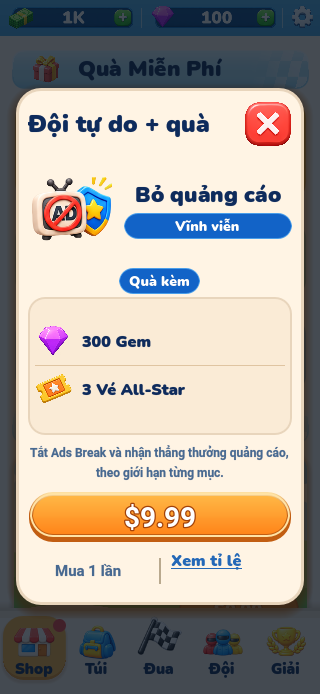 1K
100
Quà Miễn Phí
Đội tự do + quà
AD
Bỏ quảng cáo
Vĩnh viễn
Quà kèm
300 Gem
3 Vé All-Star
Tắt Ads Break và nhận thẳng thưởng quảng cáo,
theo giới hạn từng mục.
$9.99
Mua 1 lần
Xem tỉ lệ
Shop
Túi
Đua
Đội
Giải